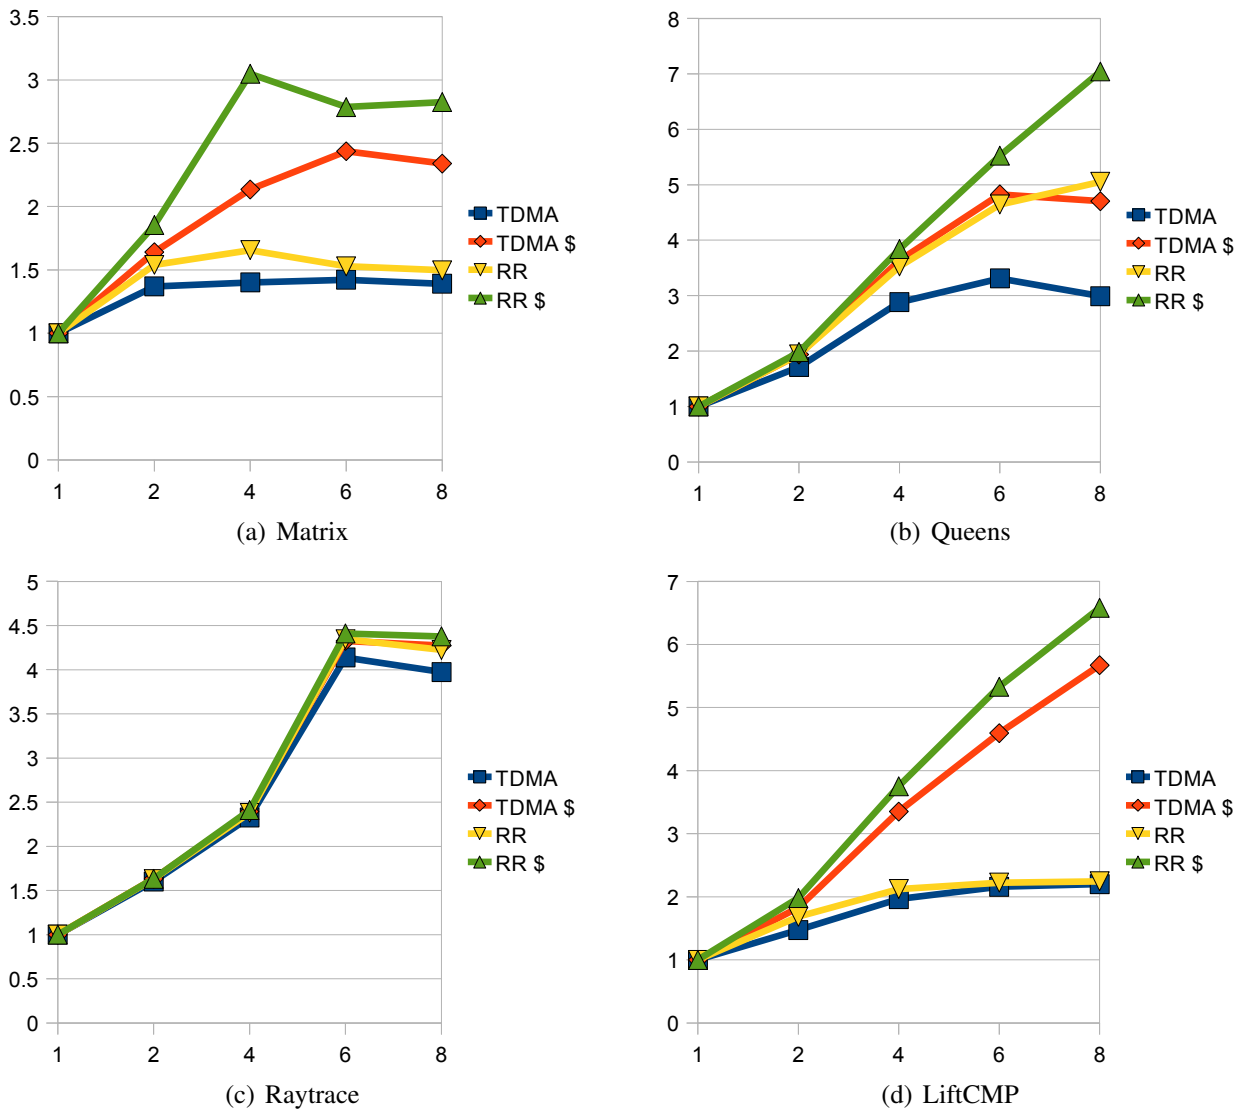 3.5
3
2.5
2
1.5
1
0.5
0
1 2 4 6 8
TDMA
TDMA $
RR
RR $
(a) Matrix
8
7
6
5
4
3
2
1
0
1 2 4 6 8
TDMA
TDMA $
RR
RR $
(b) Queens
5
4.5
4
3.5
3
2.5
2
1.5
1
0.5
0
1 2 4 6 8
TDMA
TDMA $
RR
RR $
(c) Raytrace
7
6
5
4
3
2
1
0
1 2 4 6 8
TDMA
TDMA $
RR
RR $
(d) LiftCMP